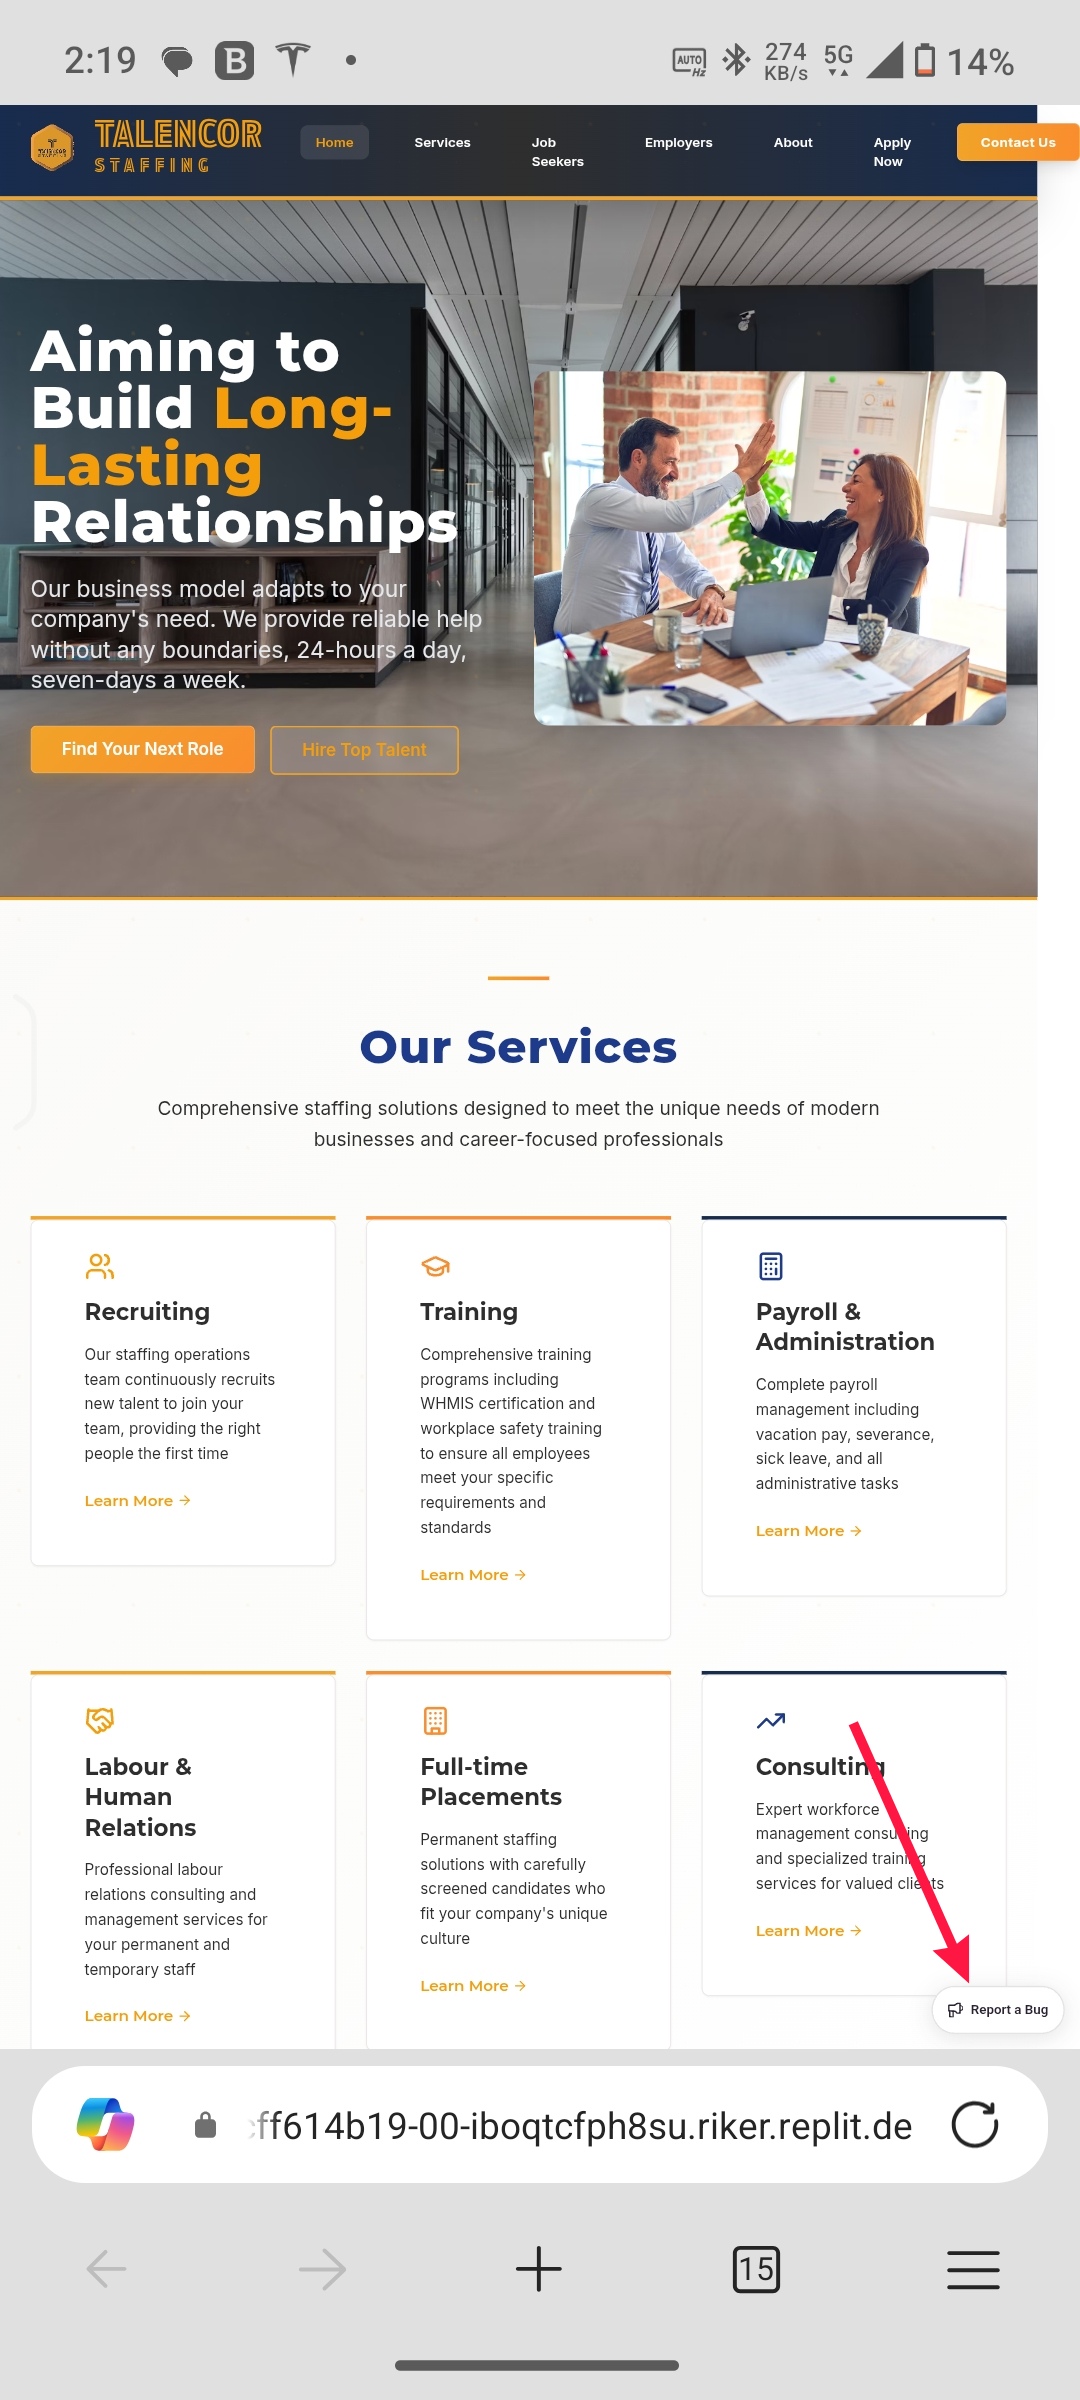 2:19
B
AUTO
Hz
274
KB/s
5G
14%
TALENCOR
STAFFING
Home
Services
Job
Seekers
Employers
About
Apply
Now
Contact Us
Aiming to
Build Long-
Lasting
Relationships
Our business model adapts to your
company's need. We provide reliable help
without any boundaries, 24-hours a day,
seven-days a week.
Find Your Next Role
Hire Top Talent
Our Services
Comprehensive staffing solutions designed to meet the unique needs of modern
businesses and career-focused professionals
Recruiting
Our staffing operations
team continuously recruits
new talent to join your
team, providing the right
people the first time
Learn More →
Training
Comprehensive training
programs including
WHMIS certification and
workplace safety training
to ensure all employees
meet your specific
requirements and
standards
Learn More →
Payroll &
Administration
Complete payroll
management including
vacation pay, severance,
sick leave, and all
administrative tasks
Learn More →
Labour &
Human
Relations
Professional labour
relations consulting and
management services for
your permanent and
temporary staff
Learn More →
Full-time
Placements
Permanent staffing
solutions with carefully
screened candidates who
fit your company's unique
culture
Learn More →
Consulting
Expert workforce
management consulting
and specialized training
services for valued clients
Learn More →
Report a Bug
ff614b19-00-iboqtcfph8su.riker.replit.de
15